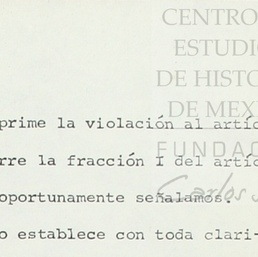 CENTRO
ESTUDI
DE HISTO
DE MEX
FUNDAC
Carlos S
prime la violación al artíc
rre la fracción I del artíc
oportunamente señalamos.
o establece con toda clari-